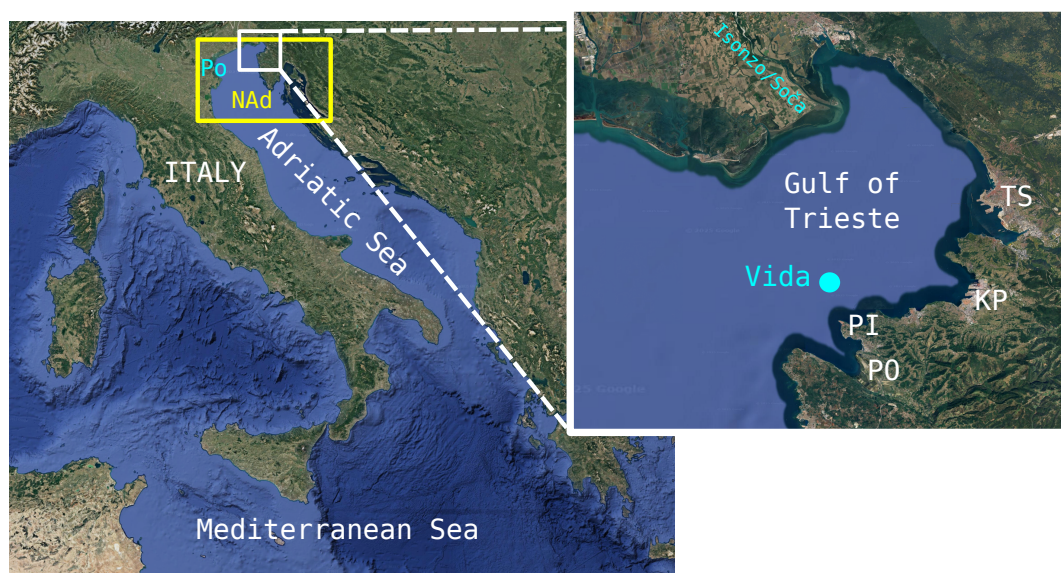 Po
NAd
ITALY
Adriatic Sea
Mediterranean Sea
Isonzo/Soča
Gulf of
Trieste
TS
Vida
KP
PI
PO